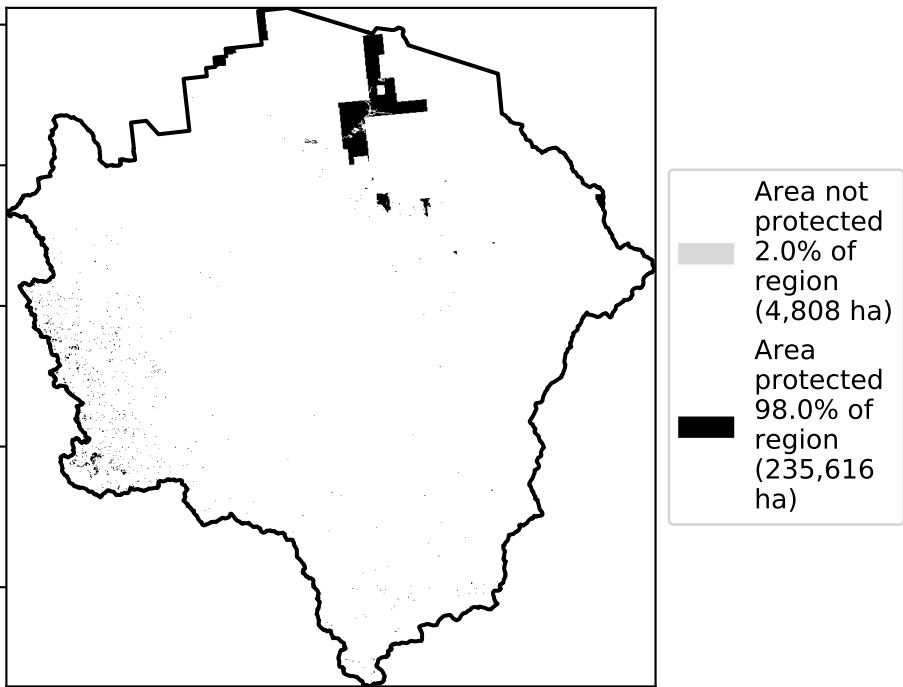 Area not
protected
2.0% of
region
(4,808 ha)
Area
protected
98.0% of
region
(235,616
ha)